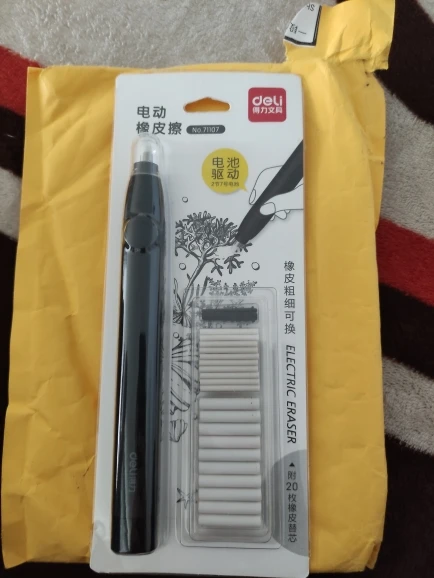 deli
得力文具
电动
橡皮擦
No.71107
电池
驱动
橡皮粗细可换
ELECTRIC ERASER
附20枚橡皮替芯
deli